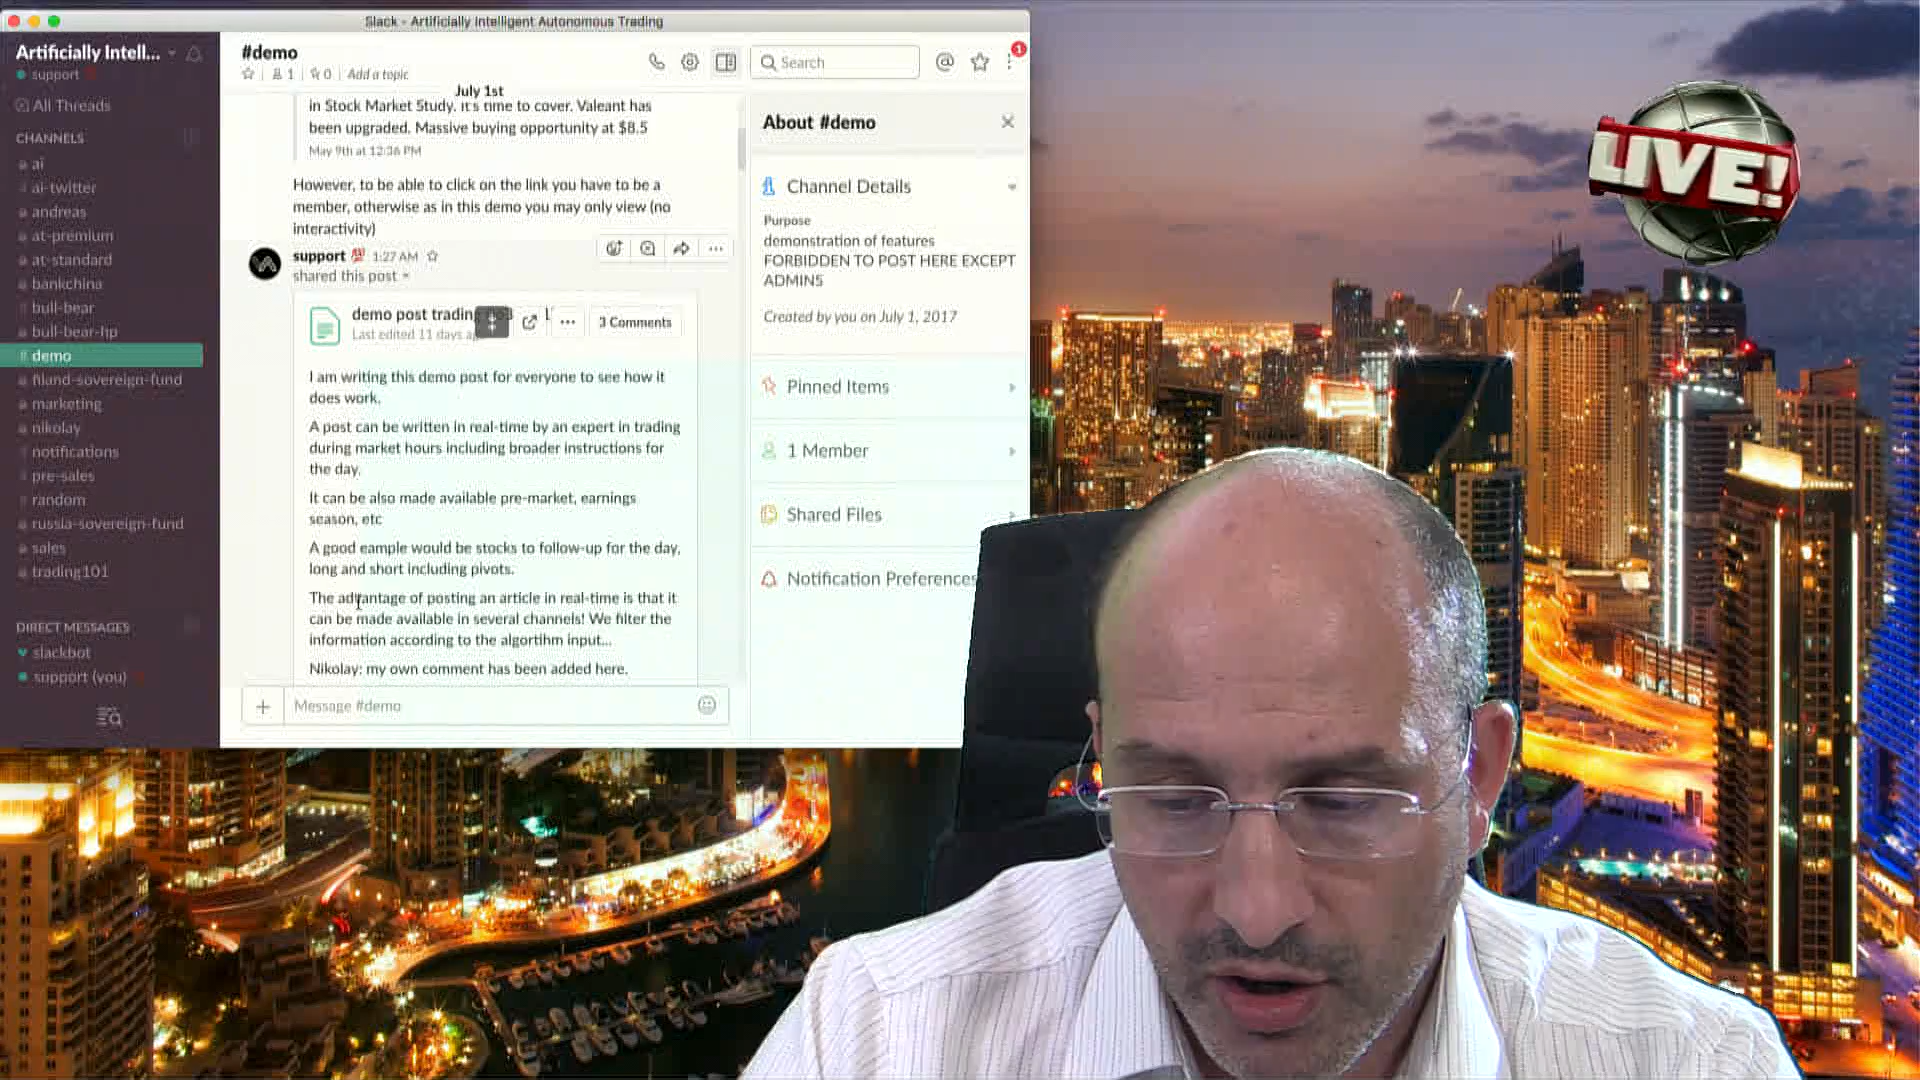 Slack - Artificially Intelligent Autonomous Trading
Artificially Intell...
support
All Threads
CHANNELS
ai
ai-twitter
andreas
at-premium
at-standard
bankchina
bull-bear
bull-bear-hp
demo
finland-sovereign-fund
marketing
nikolay
notifications
pre-sales
random
russia-sovereign-fund
sales
trading101
DIRECT MESSAGES
slackbot
support (you)
#demo
1
0
Add a topic
Search
1
July 1st
in Stock Market Study. It's time to cover. Valeant has
been upgraded. Massive buying opportunity at $8.5
May 9th at 12:36 PM
However, to be able to click on the link you have to be a
member, otherwise as in this demo you may only view (no
interactivity)
support 1:27 AM
shared this post
demo post trading
Last edited 11 days
3 Comments
I am writing this demo post for everyone to see how it
does work.
A post can be written in real-time by an expert in trading
during market hours including broader instructions for
the day.
It can be also made available pre-market, earnings
season, etc
A good eample would be stocks to follow-up for the day,
long and short including pivots.
The advantage of posting an article in real-time is that it
can be made available in several channels! We filter the
information according to the algortihm input...
Nikolay: my own comment has been added here.
Message #demo
About #demo
Channel Details
Purpose
demonstration of features
FORBIDDEN TO POST HERE EXCEPT
ADMINS
Created by you on July 1, 2017
Pinned Items
1 Member
Shared Files
Notification Preferences
LIVE!